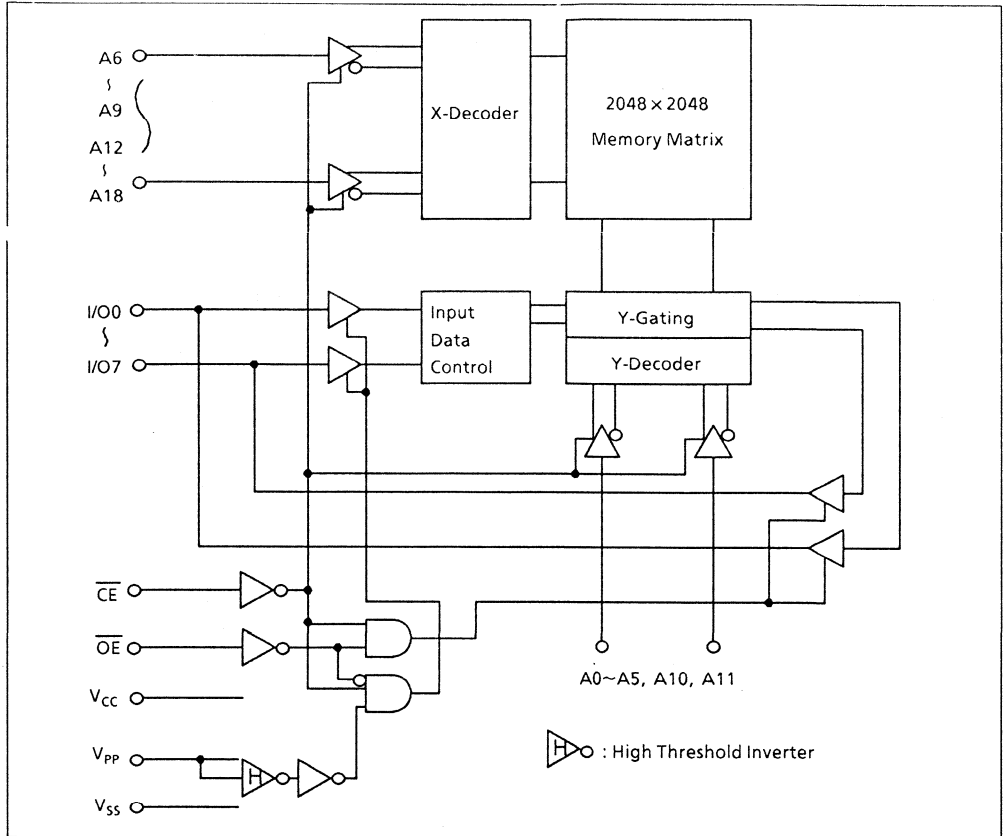 A6
~
A9
A12
~
A18
X-Decoder
2048 × 2048
Memory Matrix
I/O0
~
I/O7
Input
Data
Control
Y-Gating
Y-Decoder
CE
OE
VCC
VPP
VSS
A0~A5, A10, A11
H
H : High Threshold Inverter